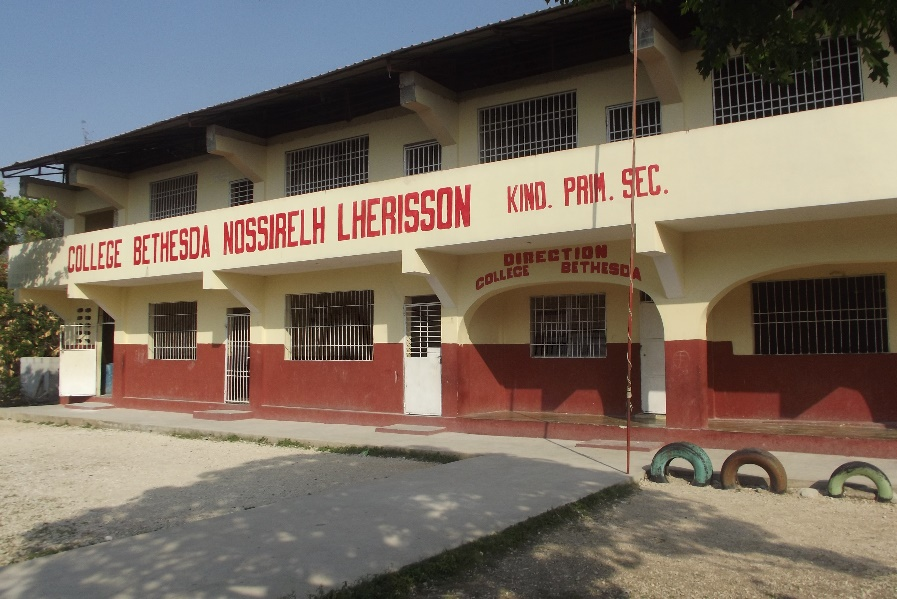 COLLEGE BETHESDA NOSSIRELH LHERISSON KIND. PRIM. SEC.
DIRECTION
COLLEGE BETHESDA